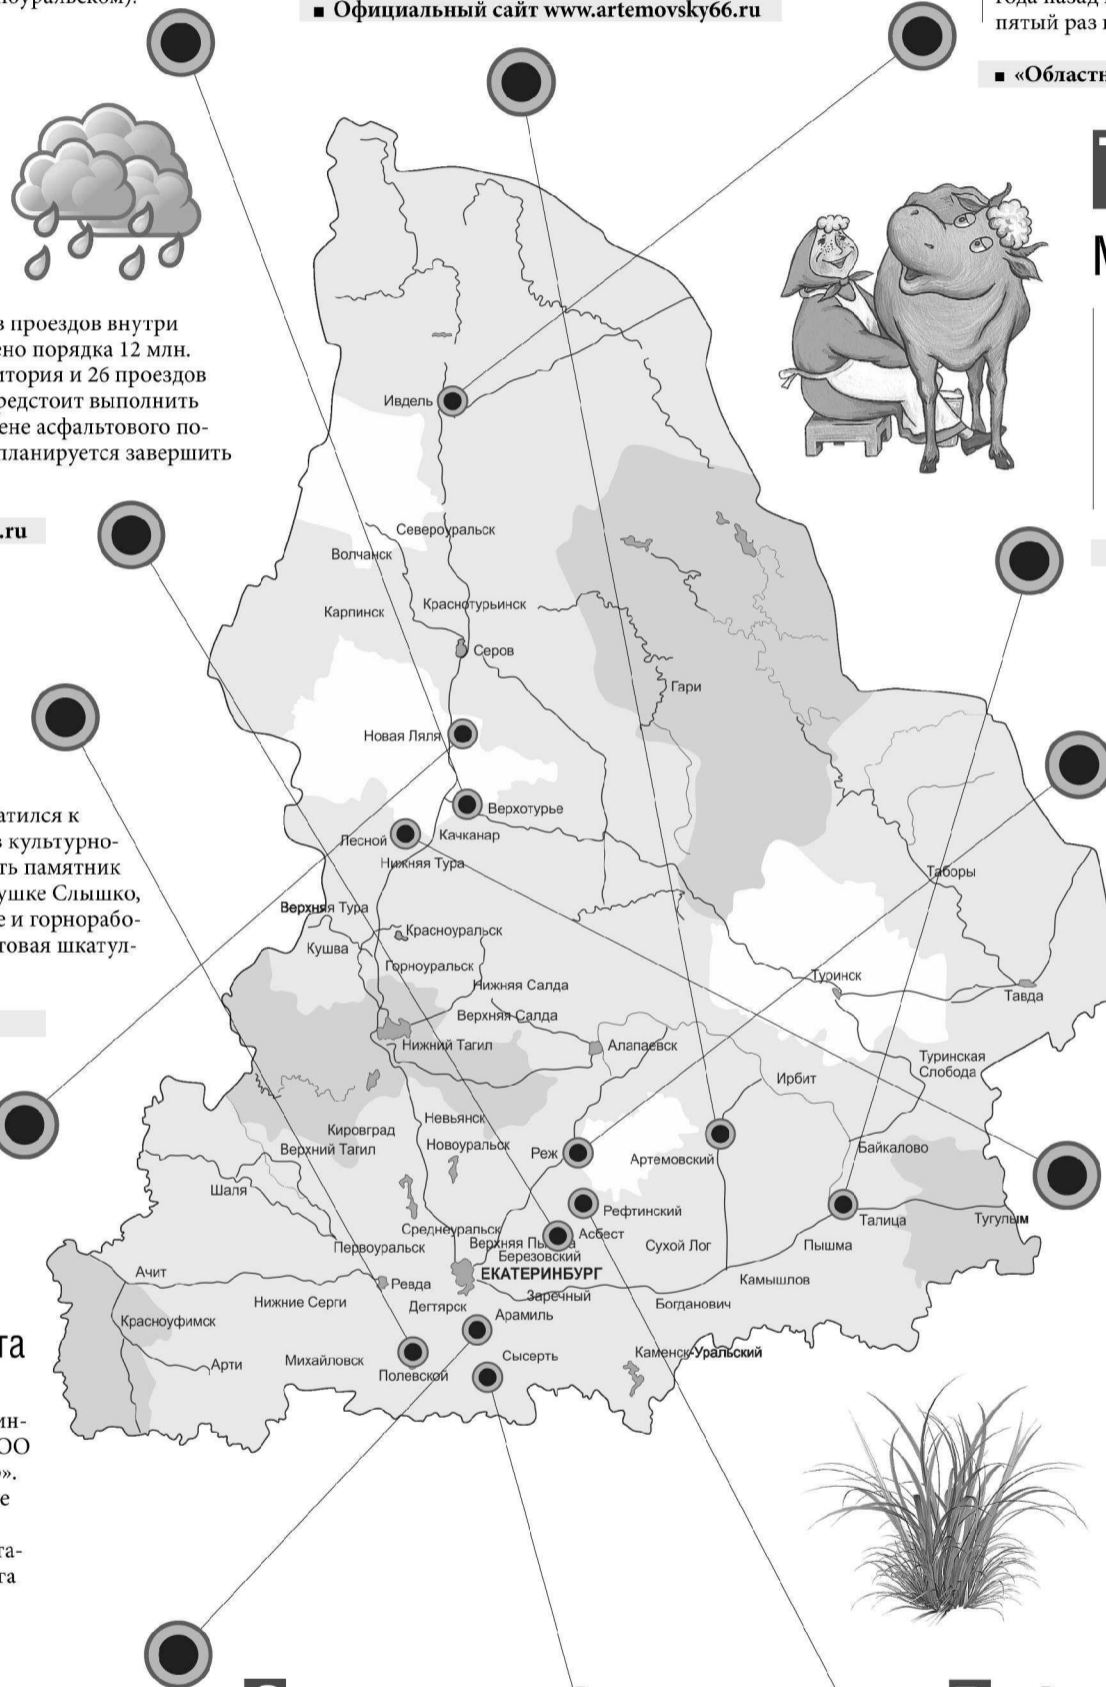 ■ Официальный сайт www.artemovsky66.ru
пятый раз
■ «Област
в проездов внутри
ено порядка 12 млн.
итория и 26 проездов
редстоит выполнить
ене асфальтового по-
планируется завершить
.ru
атился к
в культурно-
ть памятник
ушке Слышко,
е и горнорабо-
товая шкатул-
та
ин-
ОО
».
е
та-
га
Ивдель
Североуральск
Волчанск
Карпинск
Краснотурьинск
Серов
Гари
Новая Ляля
Верхотурье
Лесной
Качканар
Нижняя Тура
Таборы
Верхняя Тура
Красноуральск
Кушва
Горноуральск
Туринск
Нижняя Салда
Тавда
Верхняя Салда
Нижний Тагил
Алапаевск
Туринская
Слобода
Ирбит
Невьянск
Кировград
Новоуральск
Верхний Тагил
Реж
Артемовский
Байкалово
Шаля
Рефтинский
Талица
Тугулым
Среднеуральск
Асбест
Верхняя Пышма
Сухой Лог
Пышма
Первоуральск
Березовский
Ачит
ЕКАТЕРИНБУРГ
Ревда
Камышлов
Заречный
Нижние Серги
Дегтярск
Богданович
Арамиль
Красноуфимск
Каменск-Уральский
Сысерть
Михайловск
Арти
Полевской